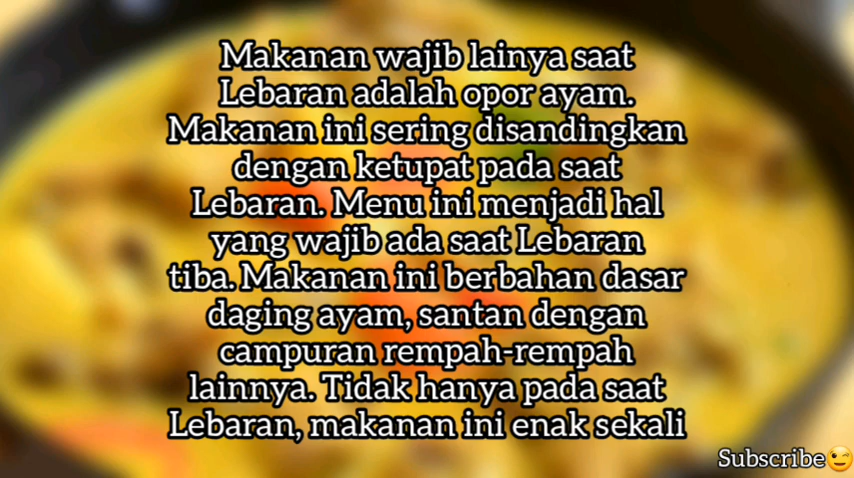 Makanan wajib lainya saat
Lebaran adalah opor ayam.
Makanan ini sering disandingkan
dengan ketupat pada saat
Lebaran. Menu ini menjadi hal
yang wajib ada saat Lebaran
tiba. Makanan ini berbahan dasar
daging ayam, santan dengan
campuran rempah-rempah
lainnya. Tidak hanya pada saat
Lebaran, makanan ini enak sekali
Subscribe😉